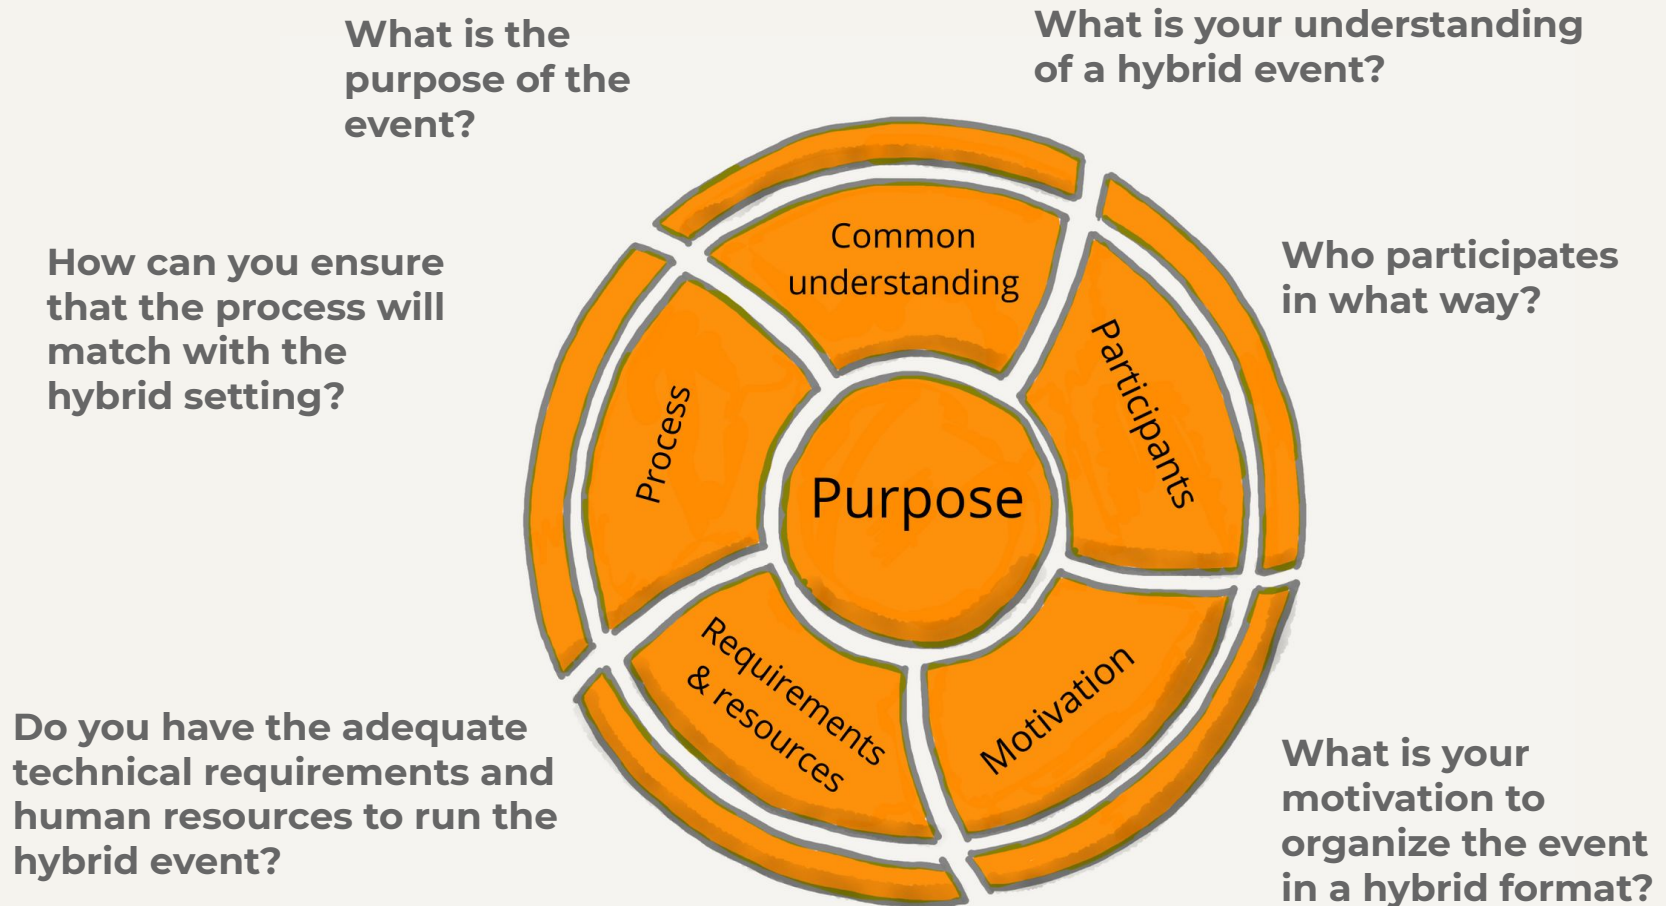 What is the
purpose of the
event?
What is your understanding
of a hybrid event?
How can you ensure
that the process will
match with the
hybrid setting?
Common
understanding
Who participates
in what way?
Process
Purpose
Participants
Requirements
& resources
Motivation
Do you have the adequate
technical requirements and
human resources to run the
hybrid event?
What is your
motivation to
organize the event
in a hybrid format?